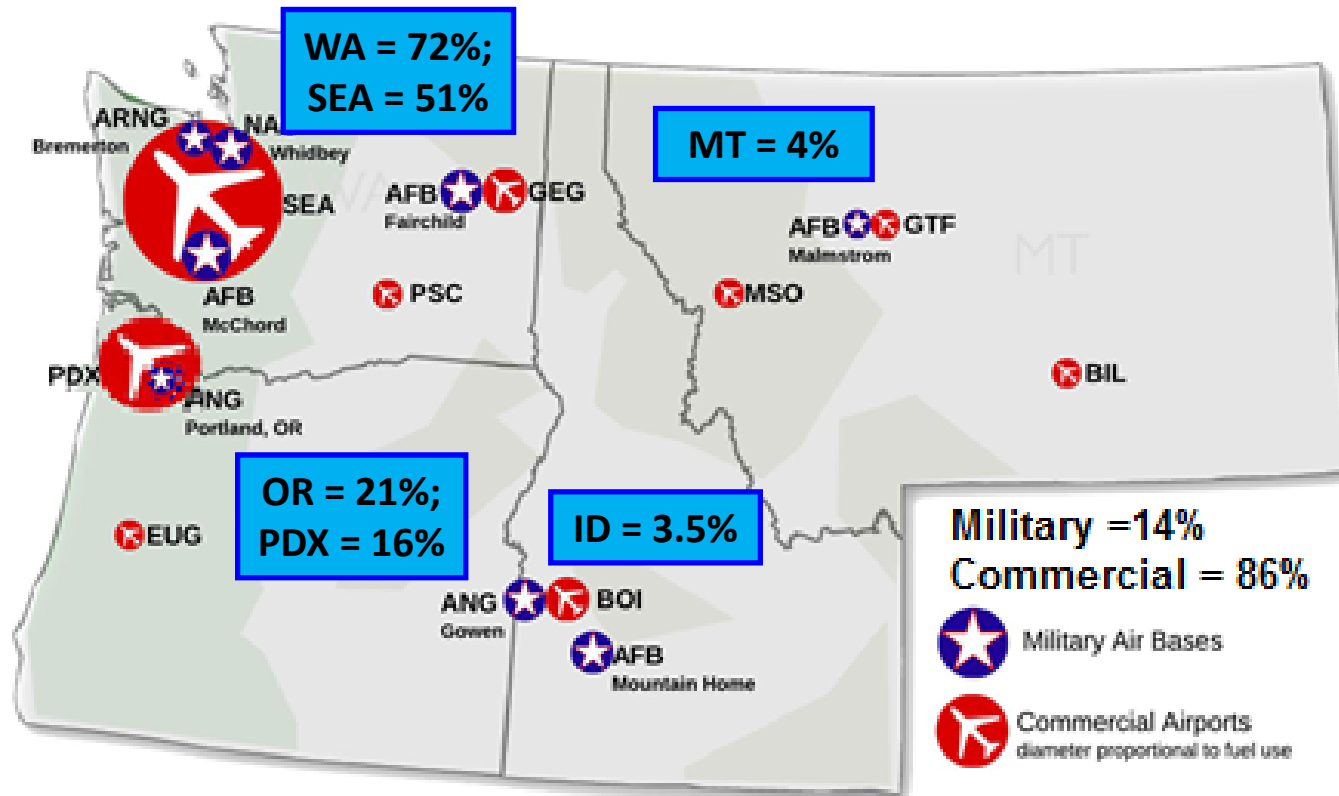 WA = 72%;
SEA = 51%
ARNG
Bremerton
Whidbey
MT = 4%
SEA
WA
AFB
Fairchild
GEG
AFB
Malmstrom
GTF
MT
PSC
MSO
AFB
McChord
PDX
ANG
Portland, OR
BIL
OR = 21%;
PDX = 16%
ID = 3.5%
EUG
Military =14%
Commercial = 86%
ANG
Gowen
BOI
AFB
Mountain Home
Military Air Bases
Commercial Airports
diameter proportional to fuel use